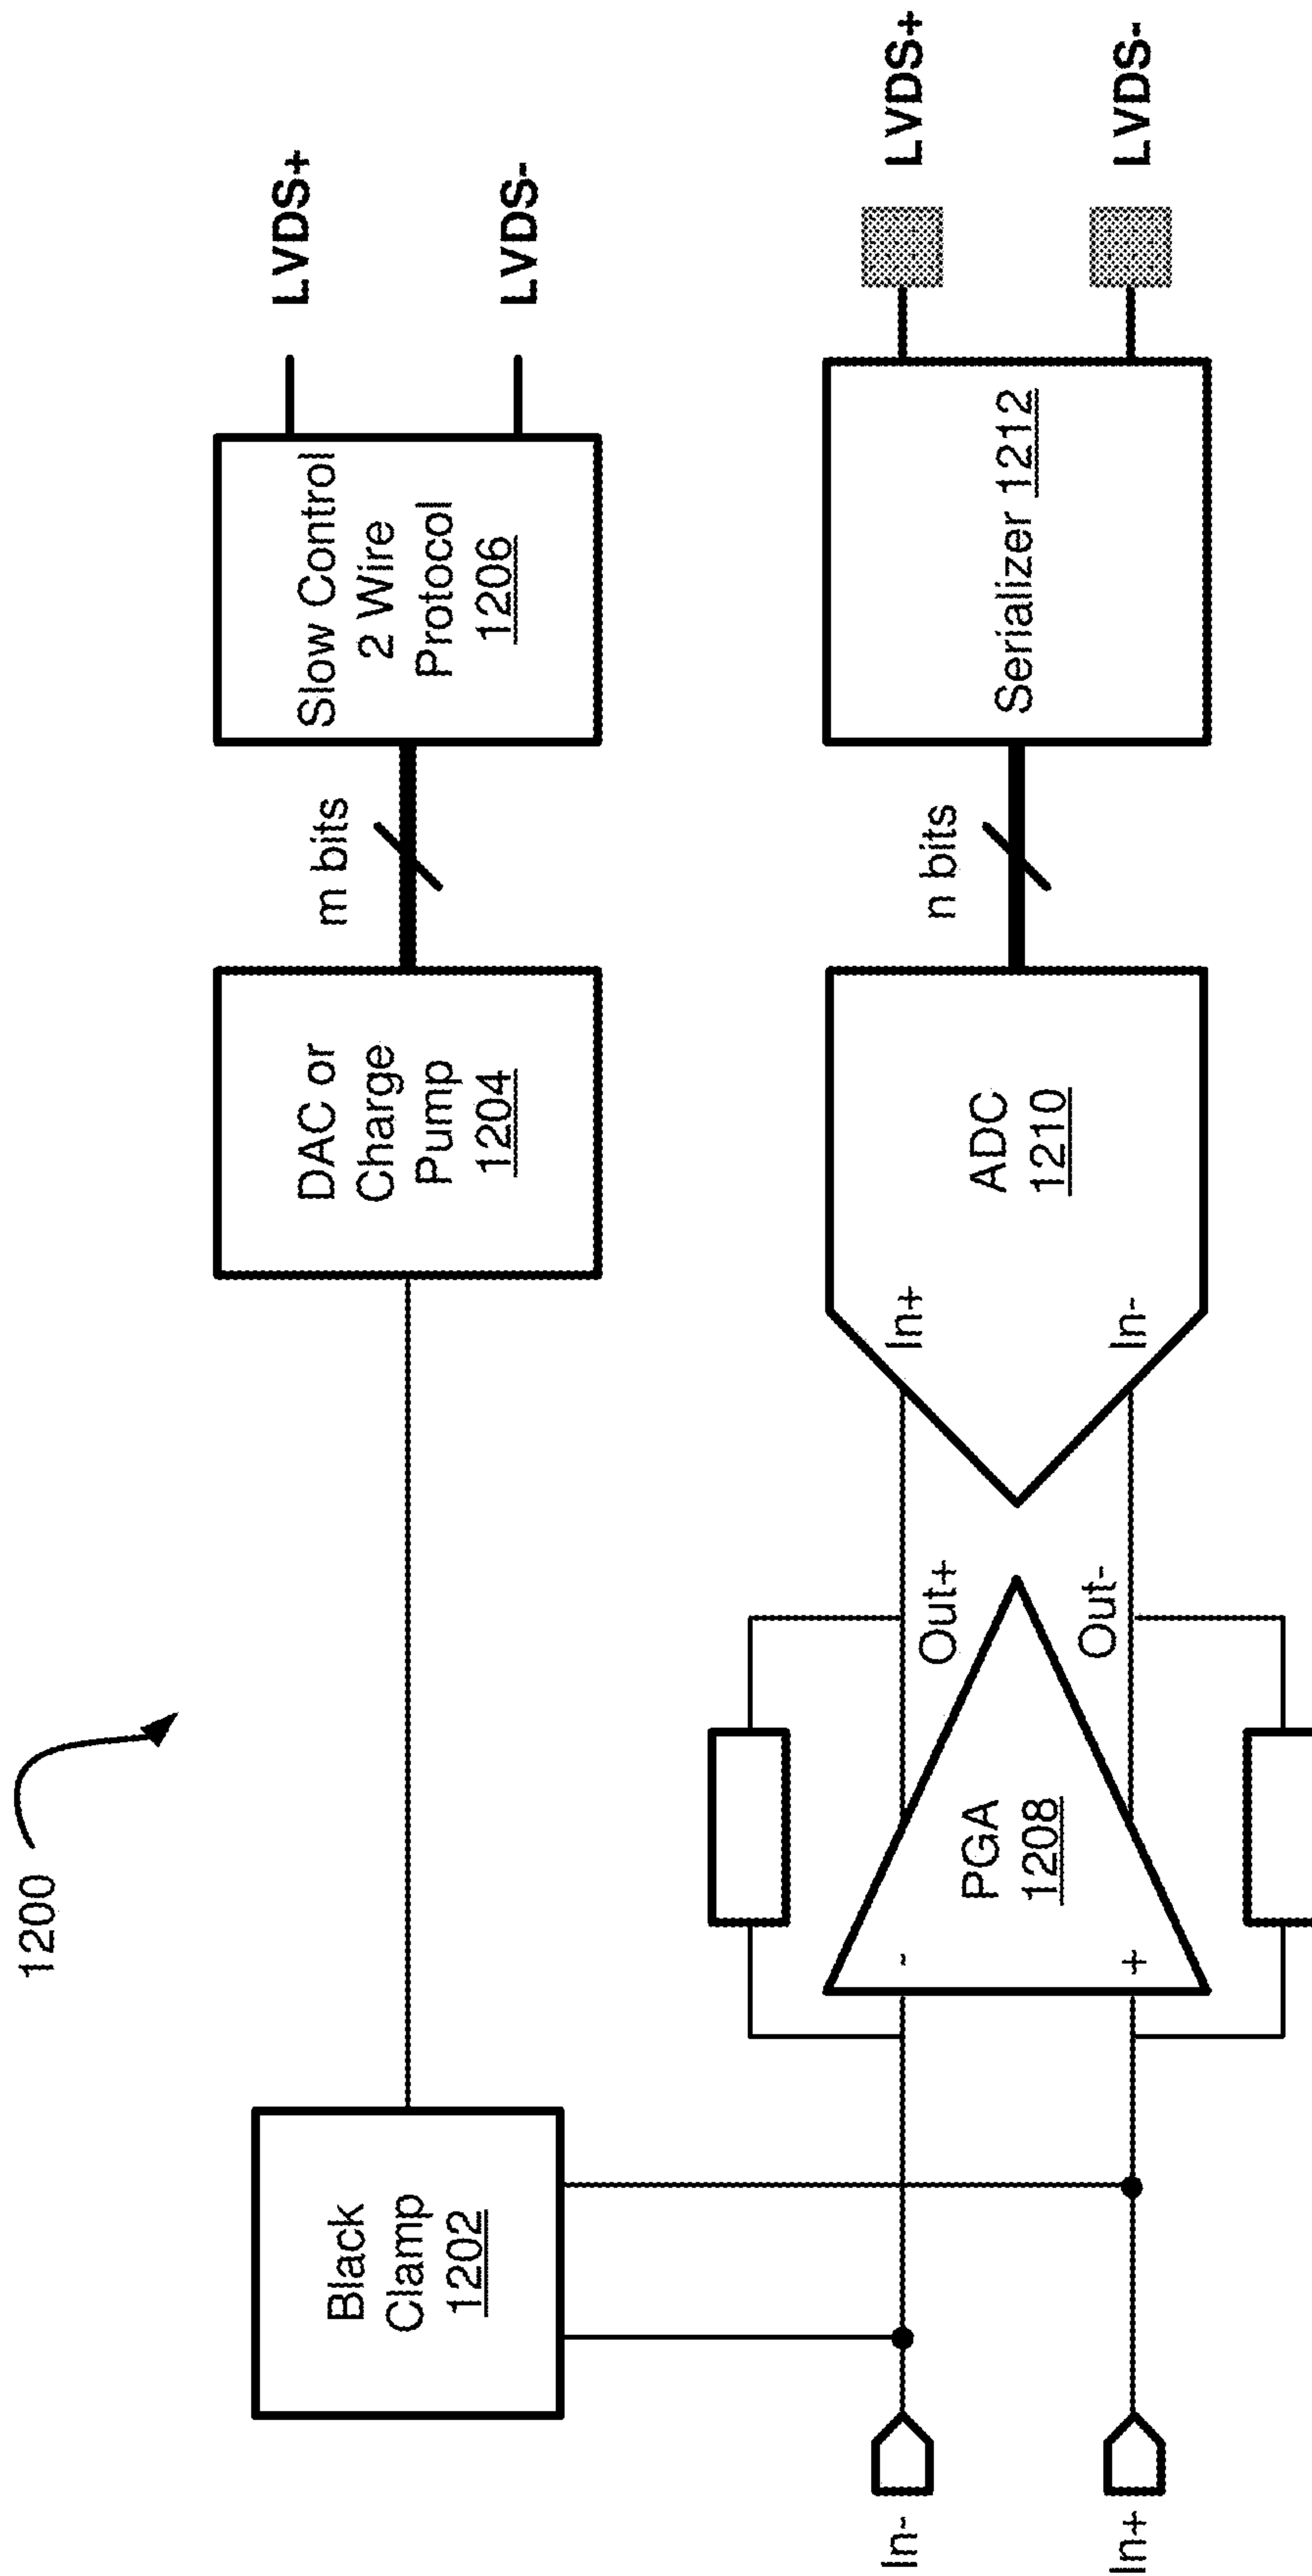 1200
Black
Clamp
1202
DAC or
Charge
Pump
1204
m bits
Slow Control
2 Wire
Protocol
1206
LVDS+
LVDS-
In-
In+
-
+
PGA
1208
Out+
Out-
In+
In-
ADC
1210
n bits
Serializer 1212
LVDS+
LVDS-